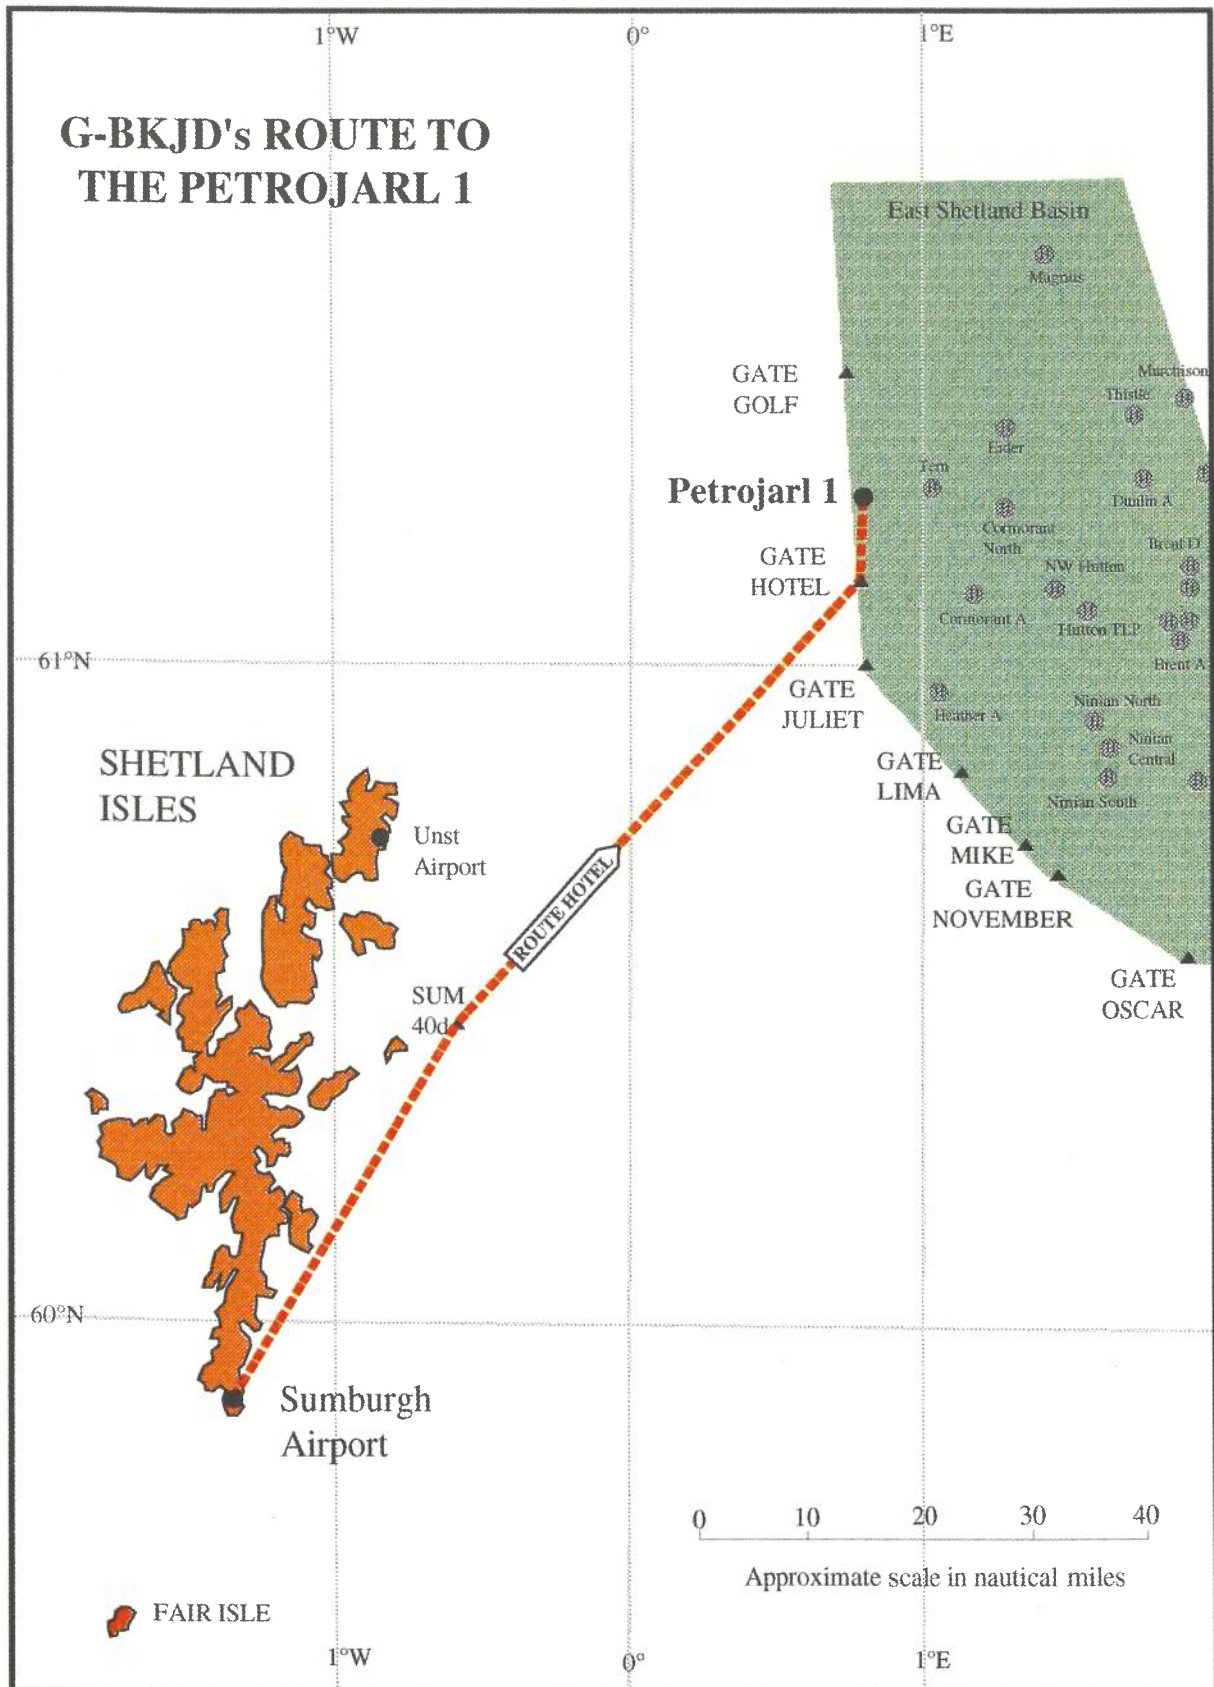 1°W
0°
1°E
G-BKJD's ROUTE TO
THE PETROJARL 1
East Shetland Basin
Magnus
GATE
GOLF
Murchison
Thistle
Eider
Tern
Petrojarl 1
Dunlin A
Cormorant
North
Brent D
GATE
HOTEL
NW Hutton
Cormorant A
Hutton TLP
Brent A
61°N
GATE
JULIET
Heather A
Ninian North
Ninian
Central
Ninian South
SHETLAND
ISLES
GATE
LIMA
Unst
Airport
GATE
MIKE
GATE
NOVEMBER
ROUTE HOTEL
SUM
40d
GATE
OSCAR
60°N
Sumburgh
Airport
0 10 20 30 40
Approximate scale in nautical miles
FAIR ISLE
1°W
0°
1°E